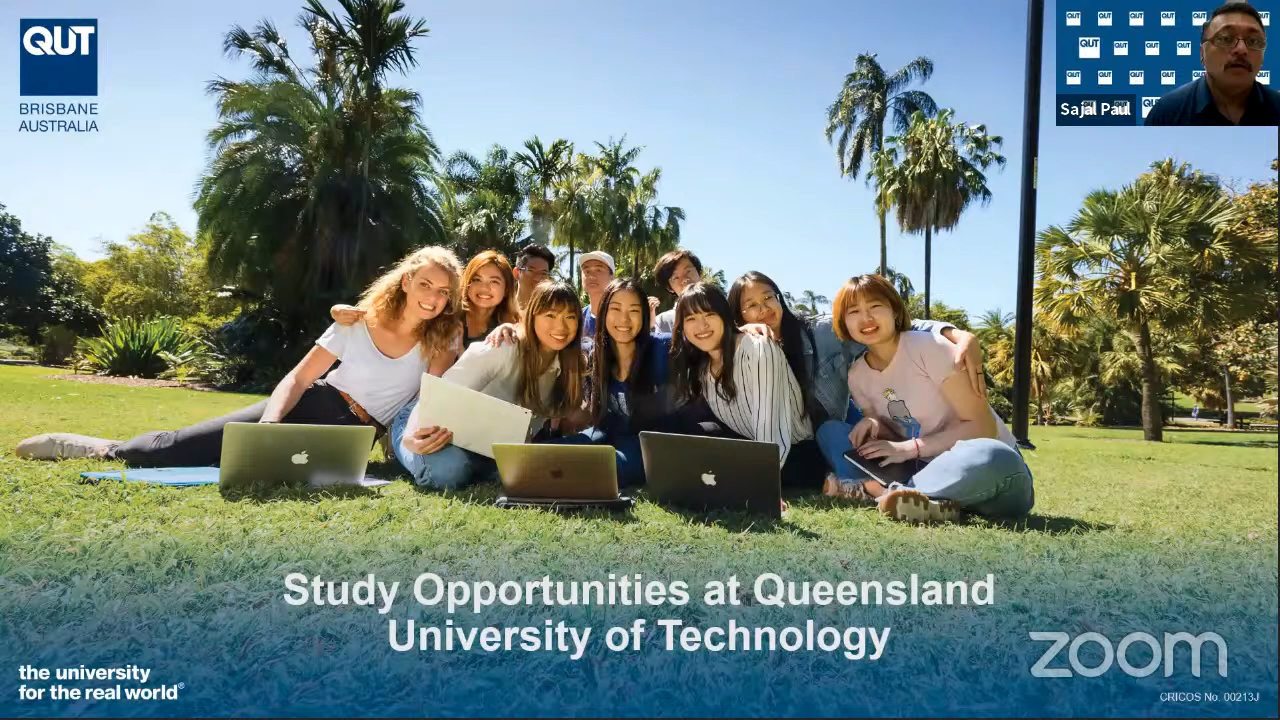 QUT
BRISBANE
AUSTRALIA
QUT
Sajal Paul
Study Opportunities at Queensland
University of Technology
zoom
the university
for the real world®
CRICOS No. 00213J